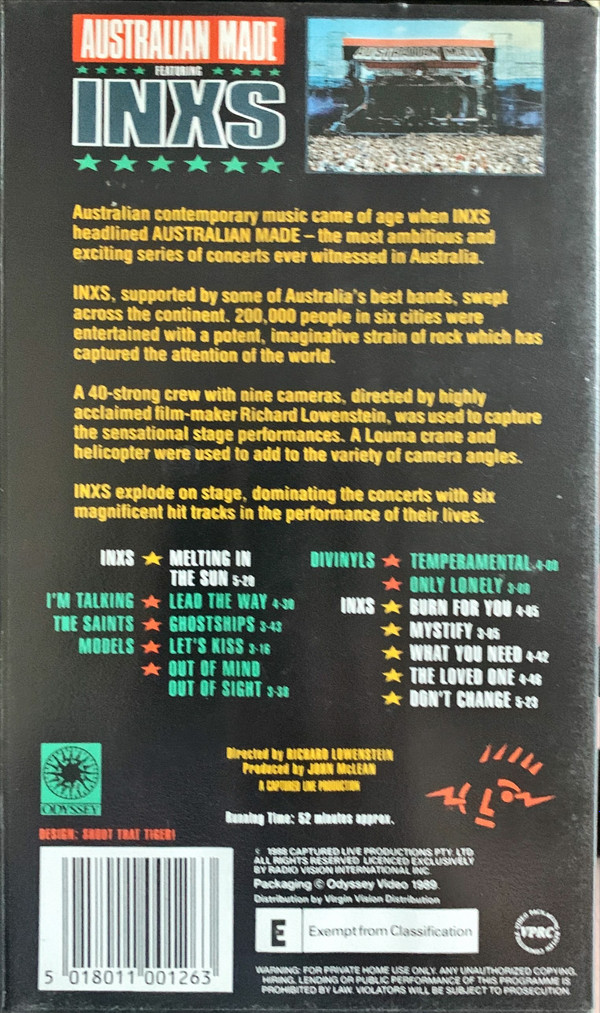 AUSTRALIAN MADE
FEATURING
INXS
AUSTRALIAN MADE
Australian contemporary music came of age when INXS
headlined AUSTRALIAN MADE – the most ambitious and
exciting series of concerts ever witnessed in Australia.
INXS, supported by some of Australia's best bands, swept
across the continent. 200,000 people in six cities were
entertained with a potent, imaginative strain of rock which has
captured the attention of the world.
A 40-strong crew with nine cameras, directed by highly
acclaimed film-maker Richard Lowenstein, was used to capture
the sensational stage performances. A Louma crane and
helicopter were used to add to the variety of camera angles.
INXS explode on stage, dominating the concerts with six
magnificent hit tracks in the performance of their lives.
INXS ★ MELTING IN
THE SUN 5-20
I'M TALKING ★ LEAD THE WAY 4-30
THE SAINTS ★ GHOSTSHIPS 3-43
MODELS ★ LET'S KISS 3-16
★ OUT OF MIND
OUT OF SIGHT 3-38
DIVINYLS ★ TEMPERAMENTAL
★ ONLY LONELY
INXS ★ BURN FOR YOU 4-05
★ MYSTIFY 3-05
★ WHAT YOU NEED 4-42
★ THE LOVED ONE 4-46
★ DON'T CHANGE 5-23
Directed by RICHARD LOWENSTEIN
Produced by JOHN McLEAN
A CAPTURED LIVE PRODUCTION
Running Time: 52 minutes approx.
ODYSSEY
DESIGN: SHOOT THAT TIGER!
© 1988 CAPTURED LIVE PRODUCTIONS PTY. LTD
ALL RIGHTS RESERVED. LICENCED EXCLUSIVELY
BY RADIO VISION INTERNATIONAL INC.
Packaging © Odyssey Video 1989.
Distribution by Virgin Vision Distribution
E Exempt from Classification
VPRC
5 018011 001263
WARNING: FOR PRIVATE HOME USE ONLY. ANY UNAUTHORIZED COPYING,
HIRING, LENDING OR PUBLIC PERFORMANCE OF THIS PROGRAMME IS
PROHIBITED BY LAW. VIOLATORS WILL BE SUBJECT TO PROSECUTION.